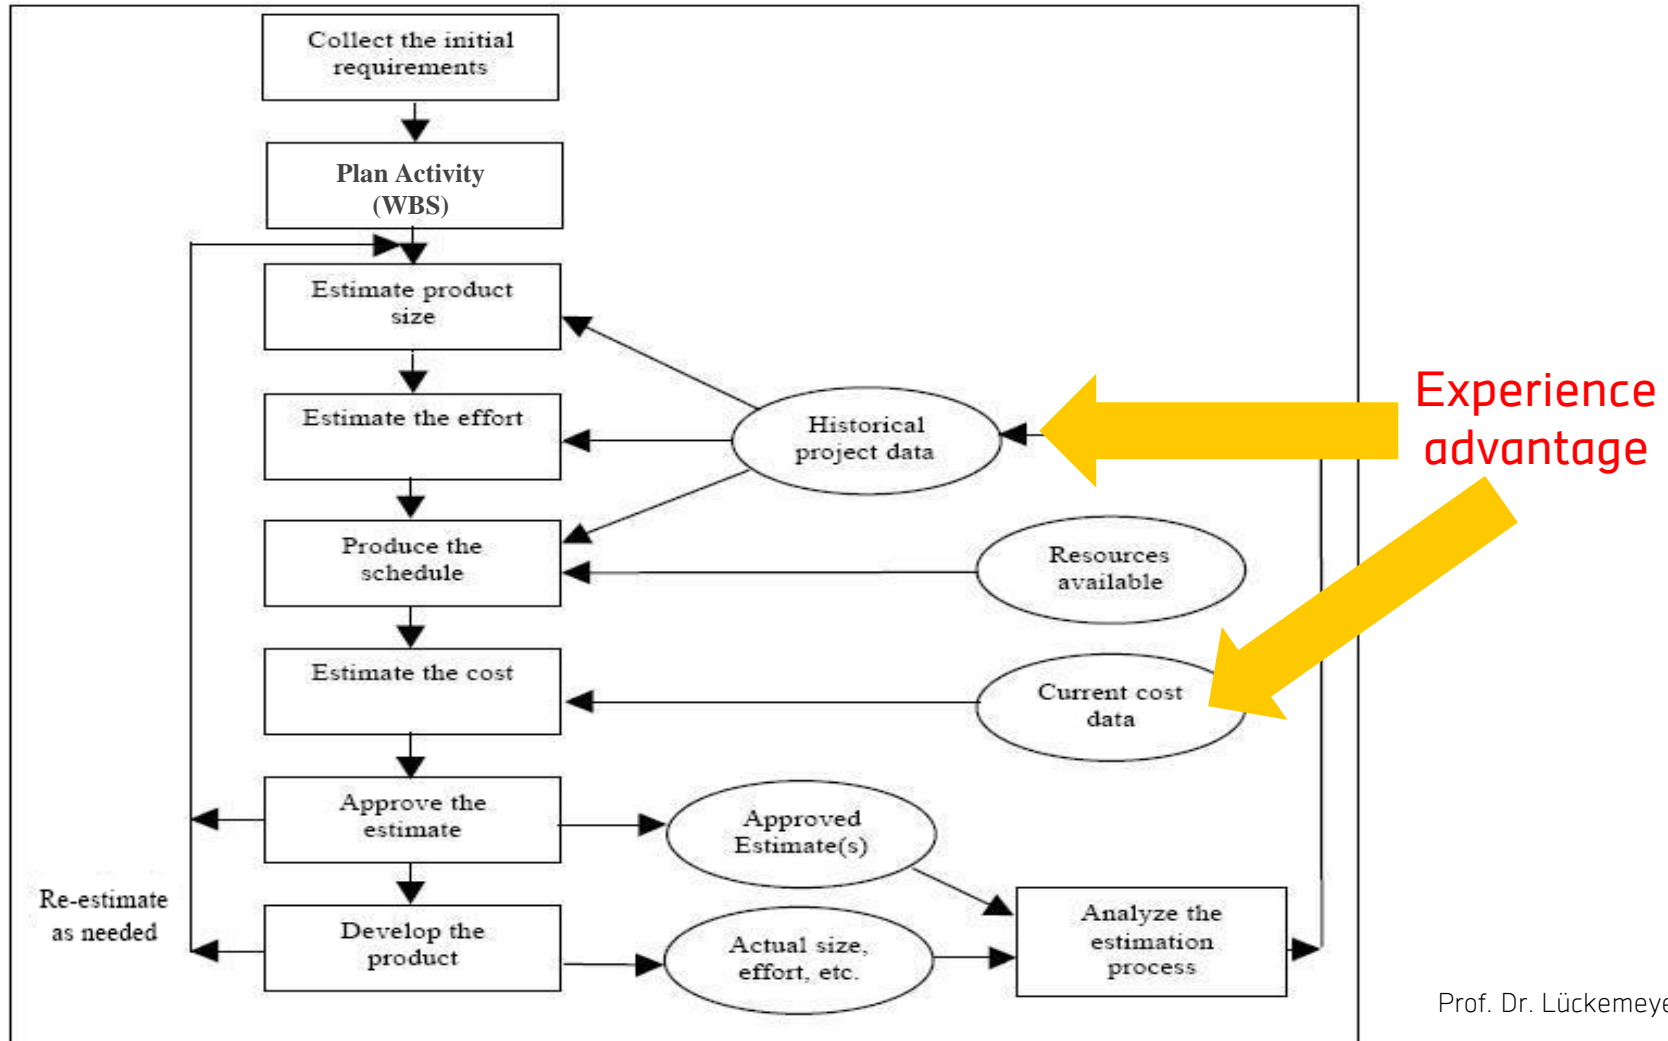 Collect the initial
requirements
Plan Activity
(WBS)
Estimate product
size
Estimate the effort
Historical
project data
Experience
advantage
Produce the
schedule
Resources
available
Estimate the cost
Current cost
data
Approve the
estimate
Approved
Estimate(s)
Re-estimate
as needed
Develop the
product
Actual size,
effort, etc.
Analyze the
estimation
process
Prof. Dr. Lückemeye